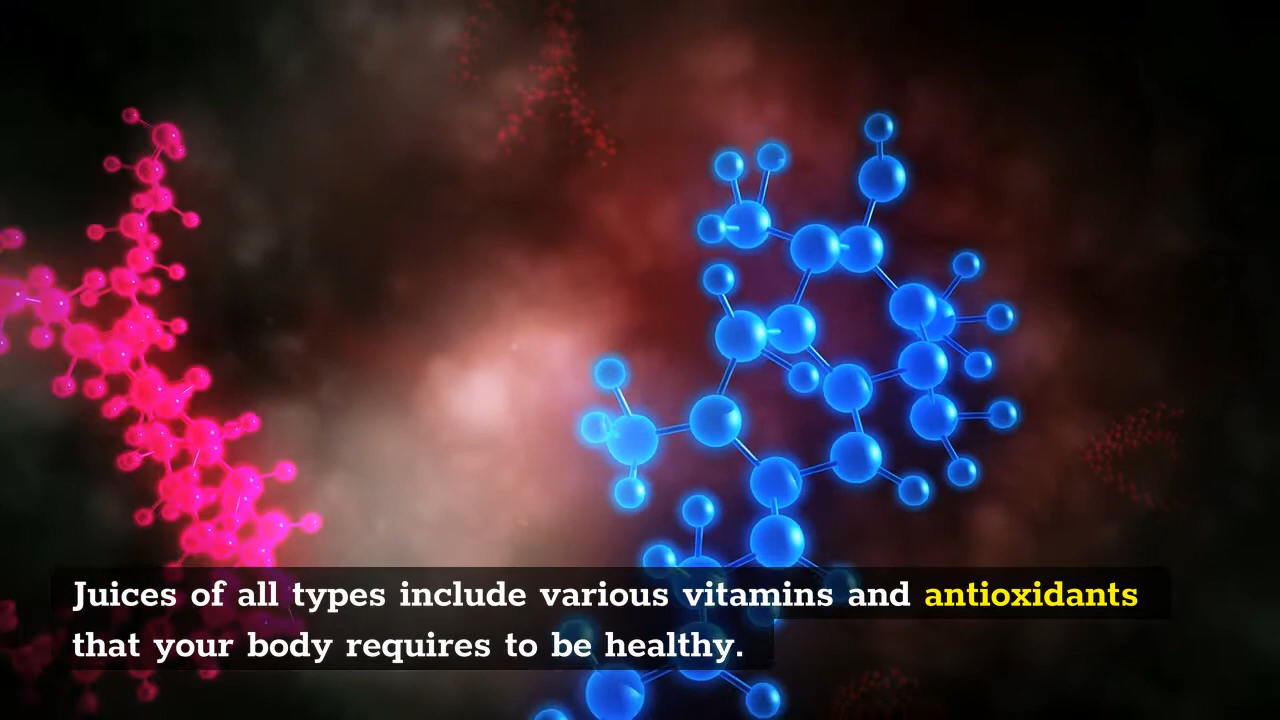 Juices of all types include various vitamins and antioxidants
that your body requires to be healthy.